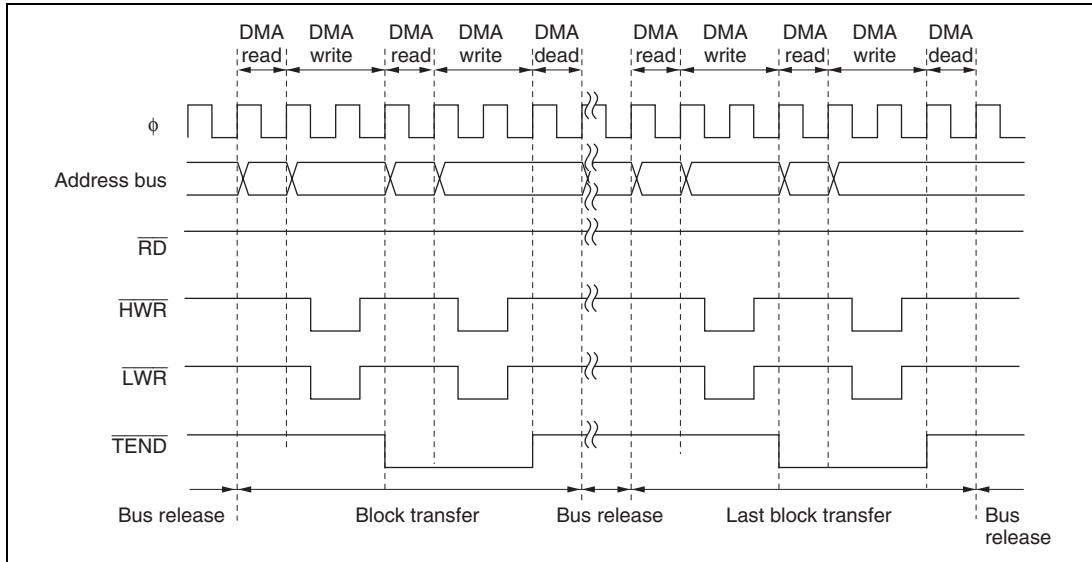 DMA DMA DMA DMA DMA DMA DMA DMA DMA DMA
read write read write dead read write read write dead
ϕ
Address bus
RD
HWR
LWR
TEND
Bus release Block transfer Bus release Last block transfer Bus
release